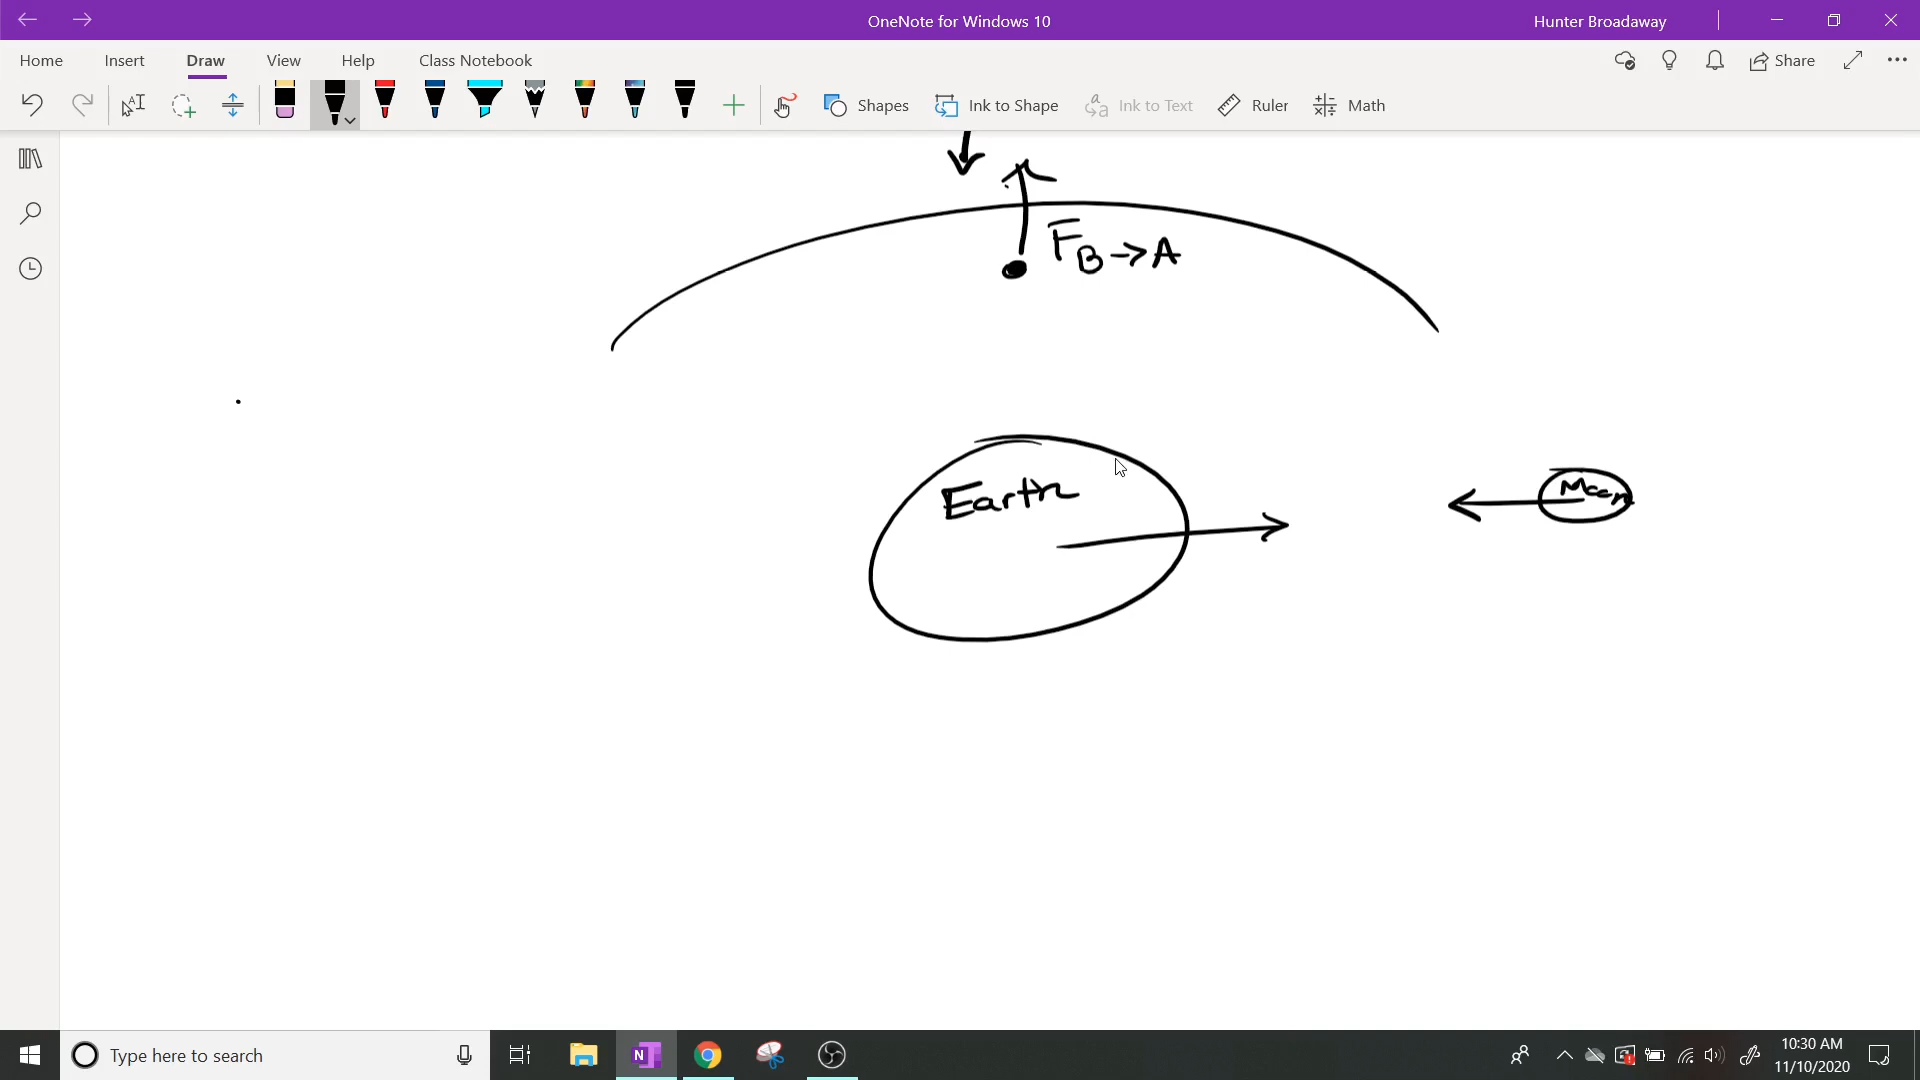 OneNote for Windows 10
Hunter Broadaway
Home Insert Draw View Help Class Notebook
Share
Shapes Ink to Shape Ink to Text Ruler Math
F B → A
Earth
Moon
Type here to search
10:30 AM
11/10/2020